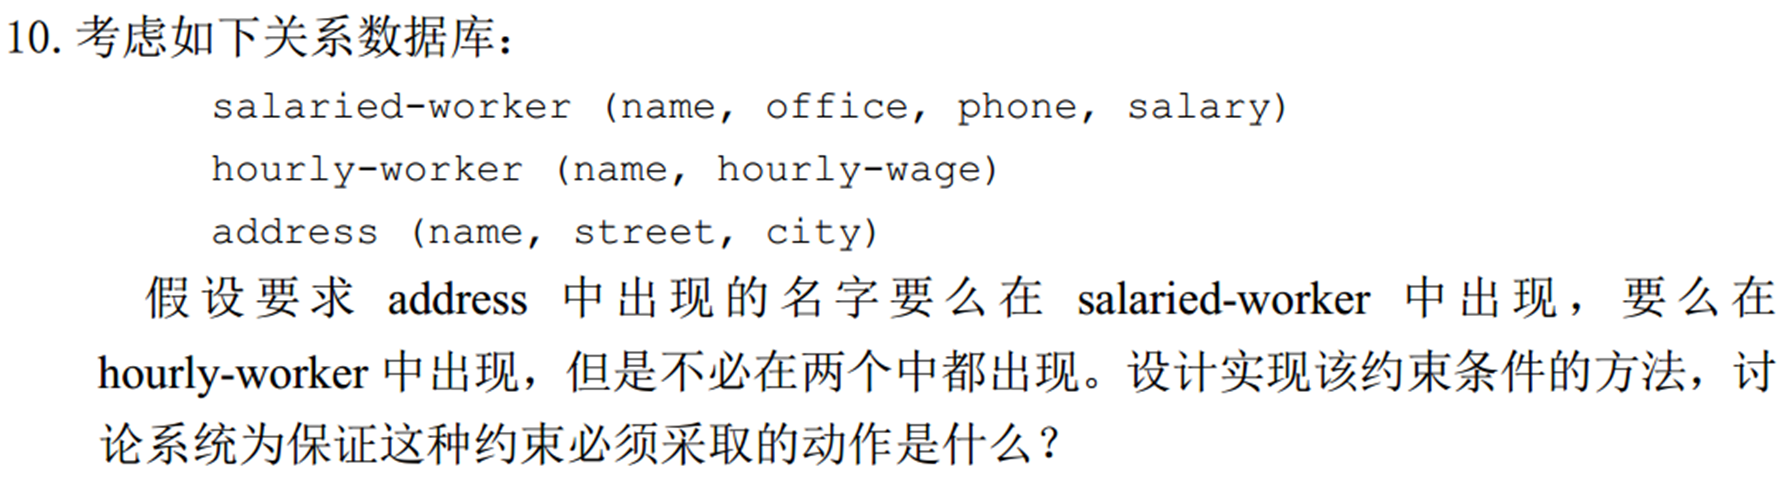 10. 考虑如下关系数据库：
salaried-worker (name, office, phone, salary)
hourly-worker (name, hourly-wage)
address (name, street, city)
假设要求 address 中出现的名字要么在 salaried-worker 中出现，要么在
hourly-worker 中出现，但是不必在两个中都出现。设计实现该约束条件的方法，讨
论系统为保证这种约束必须采取的动作是什么？